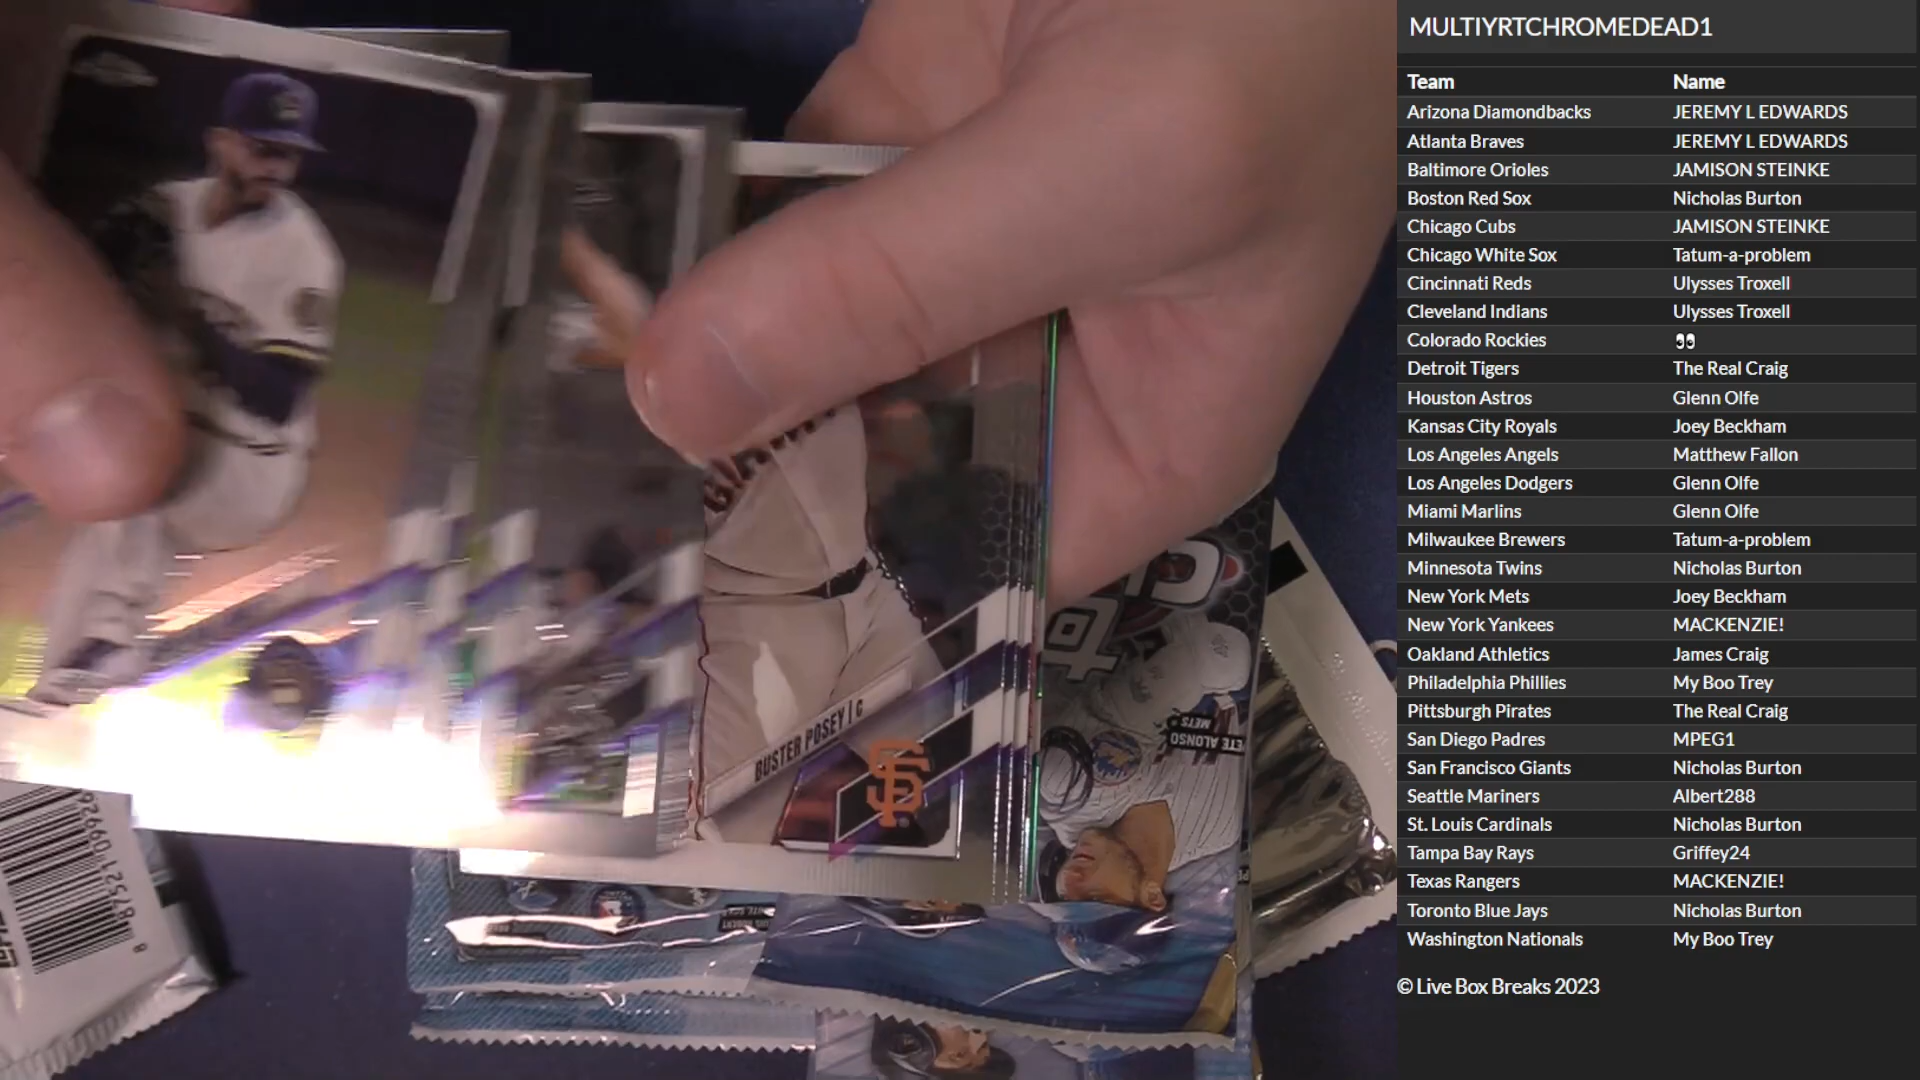 GIANTS
BUSTER POSEY | C
SF
METS
ETE ALONSO
87521 09926
MULTIYRTCHROMEDEAD1
Team Name
Arizona Diamondbacks JEREMY L EDWARDS
Atlanta Braves JEREMY L EDWARDS
Baltimore Orioles JAMISON STEINKE
Boston Red Sox Nicholas Burton
Chicago Cubs JAMISON STEINKE
Chicago White Sox Tatum-a-problem
Cincinnati Reds Ulysses Troxell
Cleveland Indians Ulysses Troxell
Colorado Rockies 👀
Detroit Tigers The Real Craig
Houston Astros Glenn Olfe
Kansas City Royals Joey Beckham
Los Angeles Angels Matthew Fallon
Los Angeles Dodgers Glenn Olfe
Miami Marlins Glenn Olfe
Milwaukee Brewers Tatum-a-problem
Minnesota Twins Nicholas Burton
New York Mets Joey Beckham
New York Yankees MACKENZIE!
Oakland Athletics James Craig
Philadelphia Phillies My Boo Trey
Pittsburgh Pirates The Real Craig
San Diego Padres MPEG1
San Francisco Giants Nicholas Burton
Seattle Mariners Albert288
St. Louis Cardinals Nicholas Burton
Tampa Bay Rays Griffey24
Texas Rangers MACKENZIE!
Toronto Blue Jays Nicholas Burton
Washington Nationals My Boo Trey
© Live Box Breaks 2023